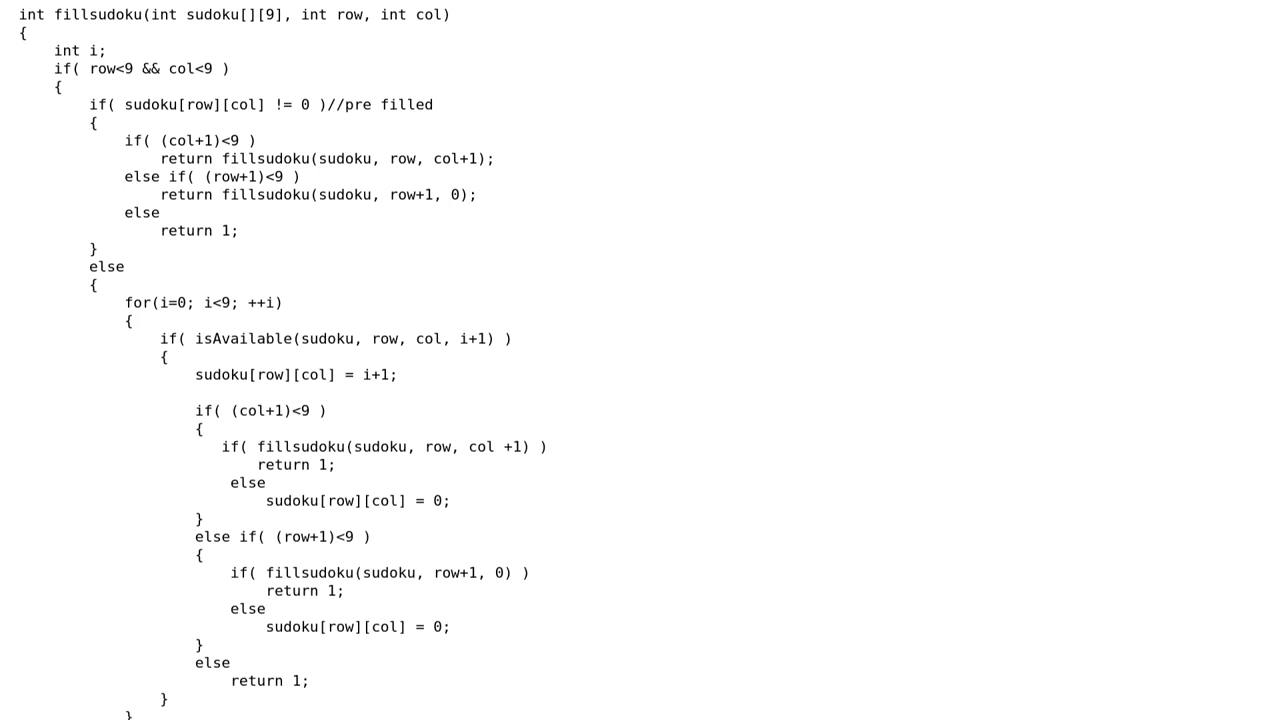 int fillsudoku(int sudoku[][9], int row, int col)
{
    int i;
    if( row<9 && col<9 )
    {
        if( sudoku[row][col] != 0 )//pre filled
        {
            if( (col+1)<9 )
                return fillsudoku(sudoku, row, col+1);
            else if( (row+1)<9 )
                return fillsudoku(sudoku, row+1, 0);
            else
                return 1;
        }
        else
        {
            for(i=0; i<9; ++i)
            {
                if( isAvailable(sudoku, row, col, i+1) )
                {
                    sudoku[row][col] = i+1;

                    if( (col+1)<9 )
                    {
                       if( fillsudoku(sudoku, row, col +1) )
                           return 1;
                        else
                            sudoku[row][col] = 0;
                    }
                    else if( (row+1)<9 )
                    {
                        if( fillsudoku(sudoku, row+1, 0) )
                            return 1;
                        else
                            sudoku[row][col] = 0;
                    }
                    else
                        return 1;
                }
            }